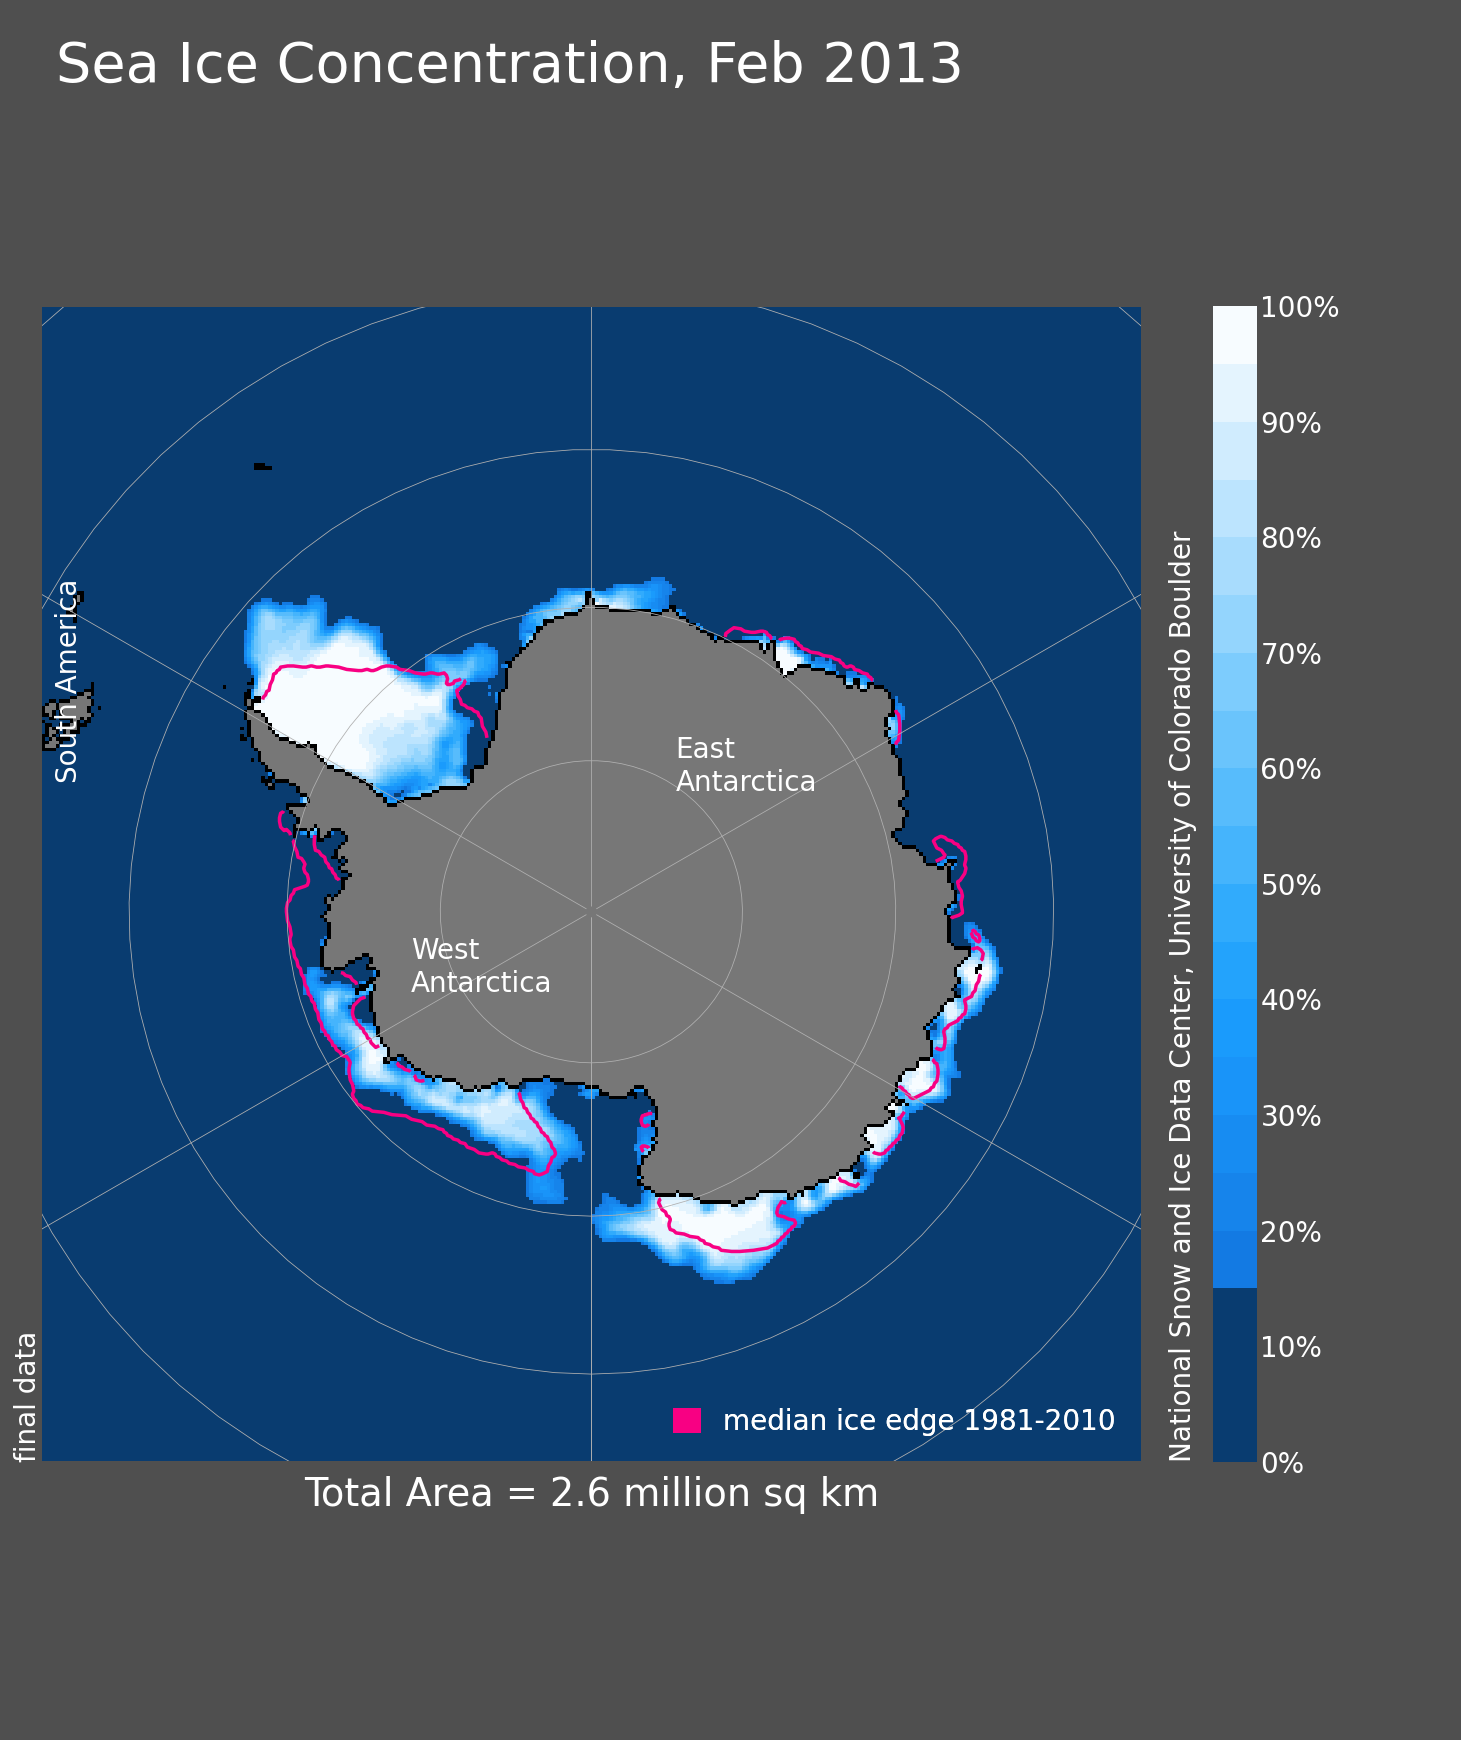 Sea Ice Concentration, Feb 2013
South America
East
Antarctica
West
Antarctica
median ice edge 1981-2010
final data
Total Area = 2.6 million sq km
National Snow and Ice Data Center, University of Colorado Boulder
100%
90%
80%
70%
60%
50%
40%
30%
20%
10%
0%